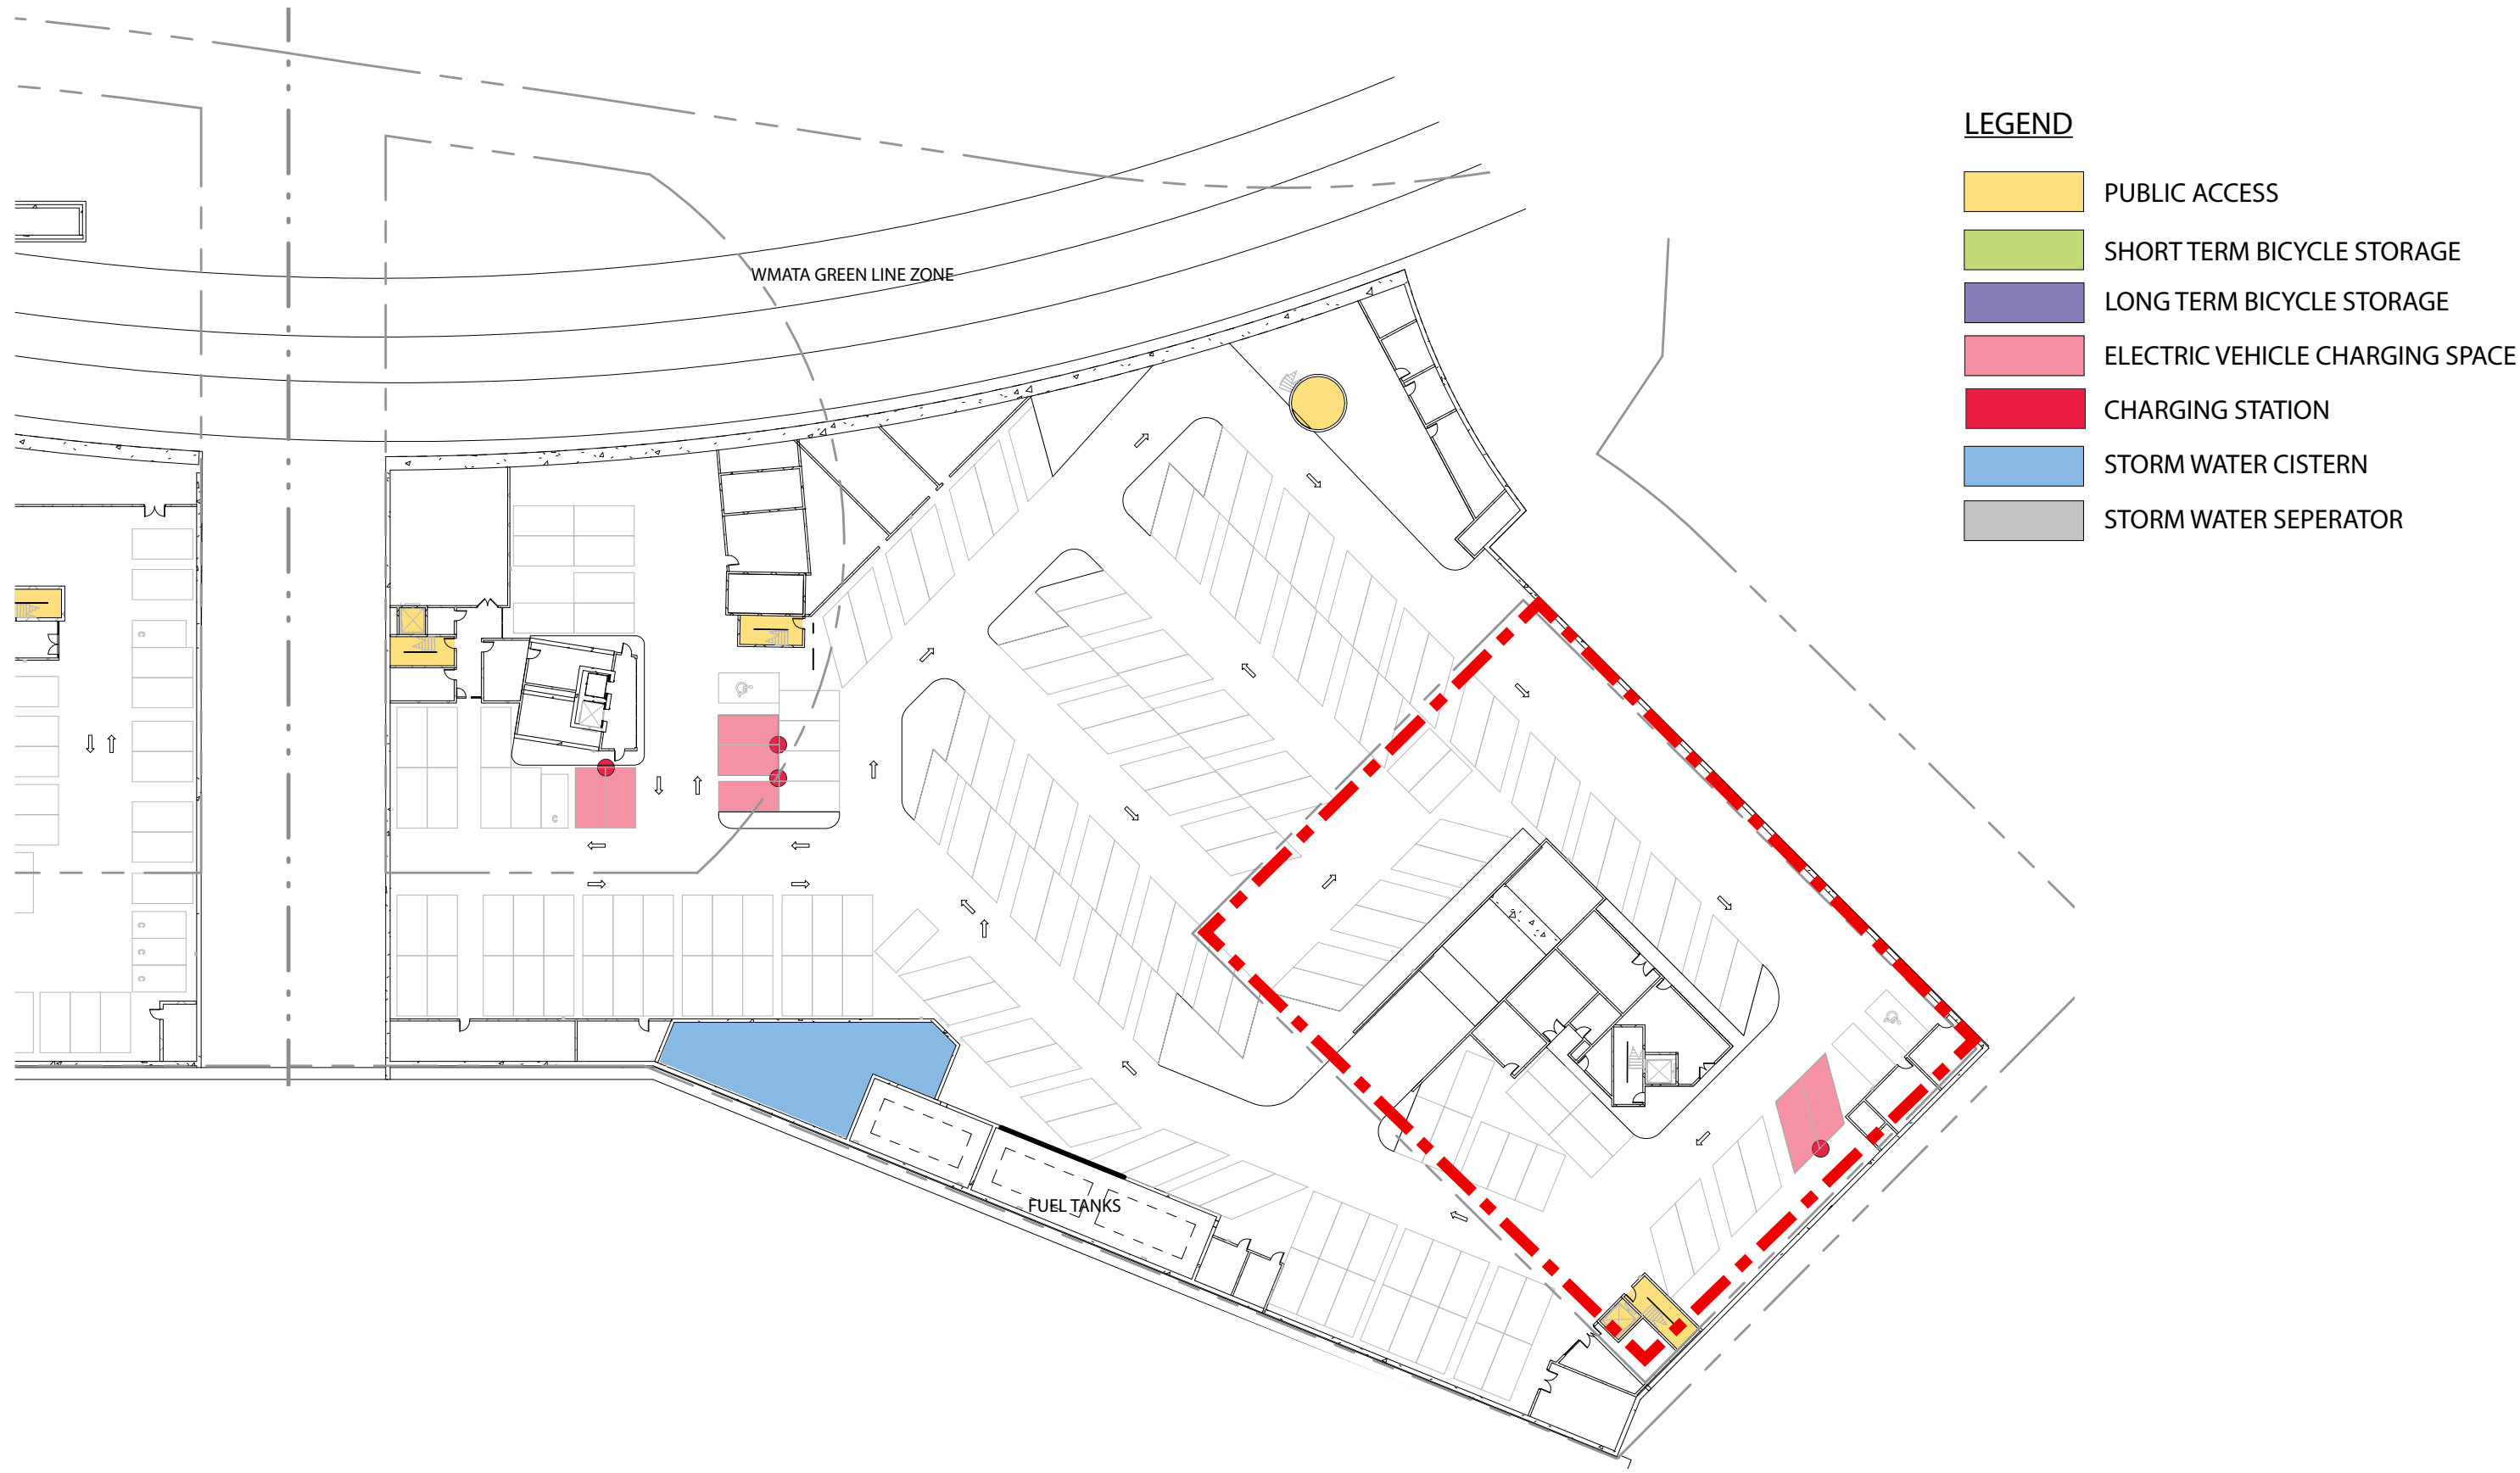 LEGEND
PUBLIC ACCESS
SHORT TERM BICYCLE STORAGE
LONG TERM BICYCLE STORAGE
ELECTRIC VEHICLE CHARGING SPACE
CHARGING STATION
STORM WATER CISTERN
STORM WATER SEPERATOR
WMATA GREEN LINE ZONE
C
C
C
C
C
FUEL TANKS